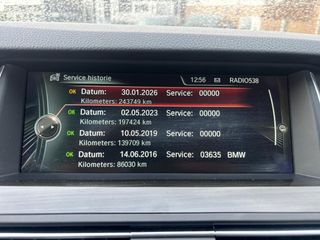 Service historie 12:56 RADIO538
OK Datum: 30.01.2026 Service: 00000
Kilometers: 243749 km
OK Datum: 02.05.2023 Service: 00000
Kilometers: 197424 km
OK Datum: 10.05.2019 Service: 00000
Kilometers: 139709 km
OK Datum: 14.06.2016 Service: 03635 BMW
Kilometers: 86030 km